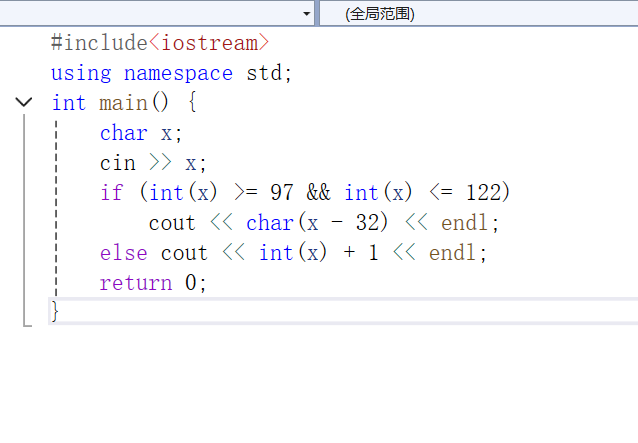 (全局范围)
#include<iostream>
using namespace std;
int main() {
    char x;
    cin >> x;
    if (int(x) >= 97 && int(x) <= 122)
        cout << char(x - 32) << endl;
    else cout << int(x) + 1 << endl;
    return 0;
}